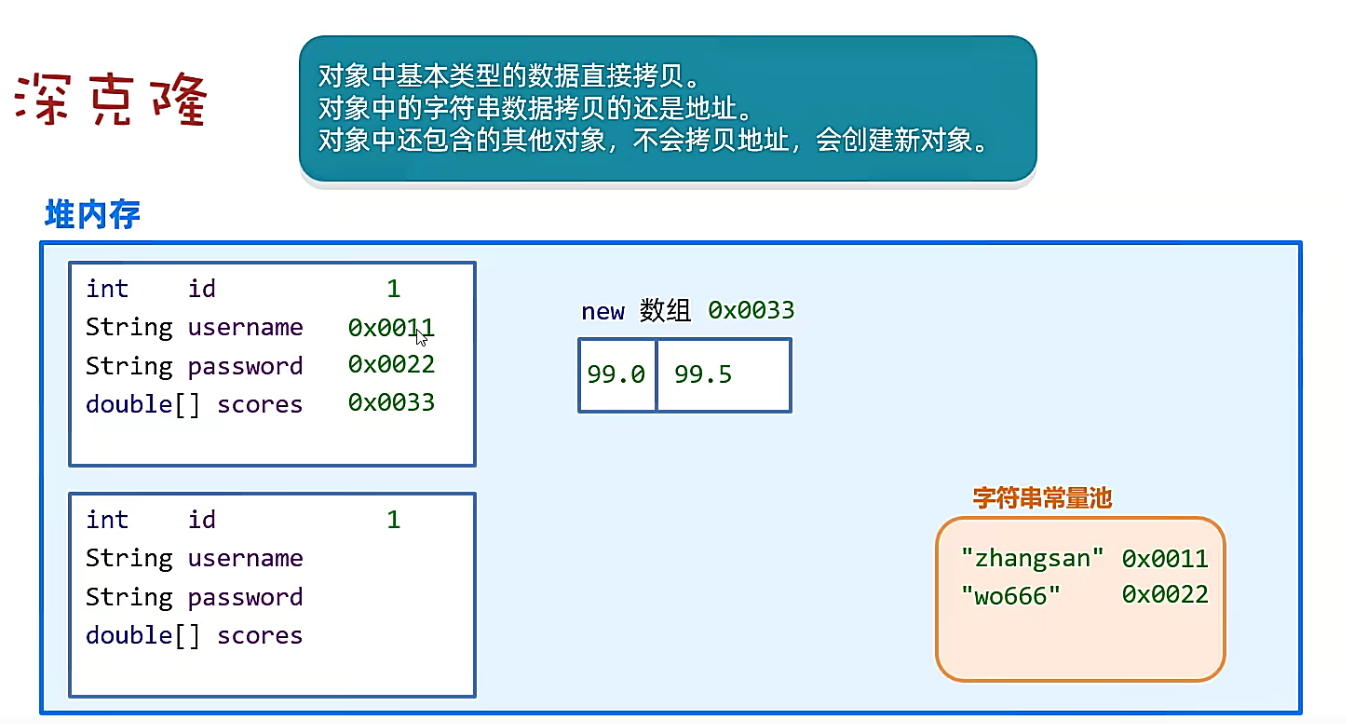 深克隆
对象中基本类型的数据直接拷贝。
对象中的字符串数据拷贝的还是地址。
对象中还包含的其他对象，不会拷贝地址，会创建新对象。
堆内存
int id 1
String username 0x0011
String password 0x0022
double[] scores 0x0033
new 数组 0x0033
99.0 99.5
int id 1
String username
String password
double[] scores
字符串常量池
"zhangsan" 0x0011
"wo666" 0x0022